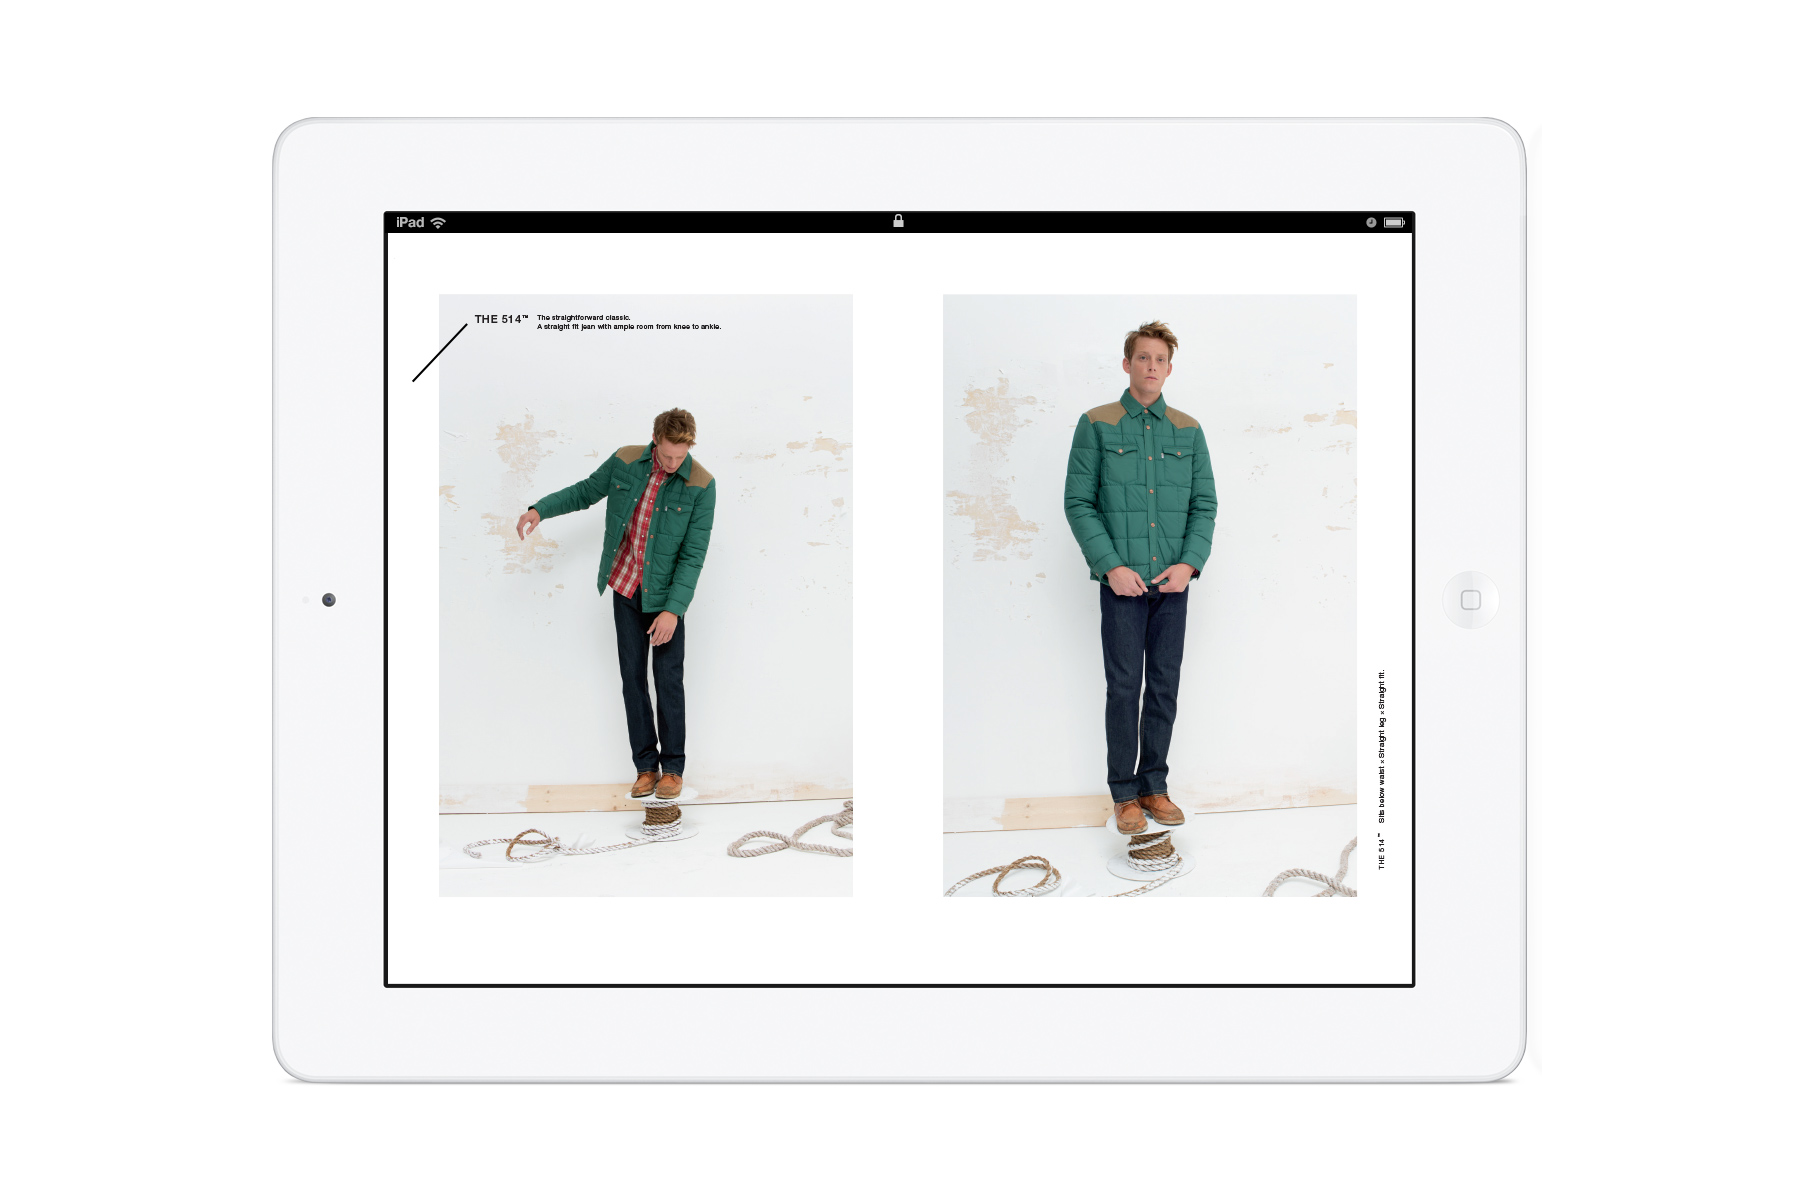 iPad
THE 514™
The straightforward classic.
A straight fit jean with ample room from knee to ankle.
THE 514™ Sits below waist × Straight leg × Straight fit.